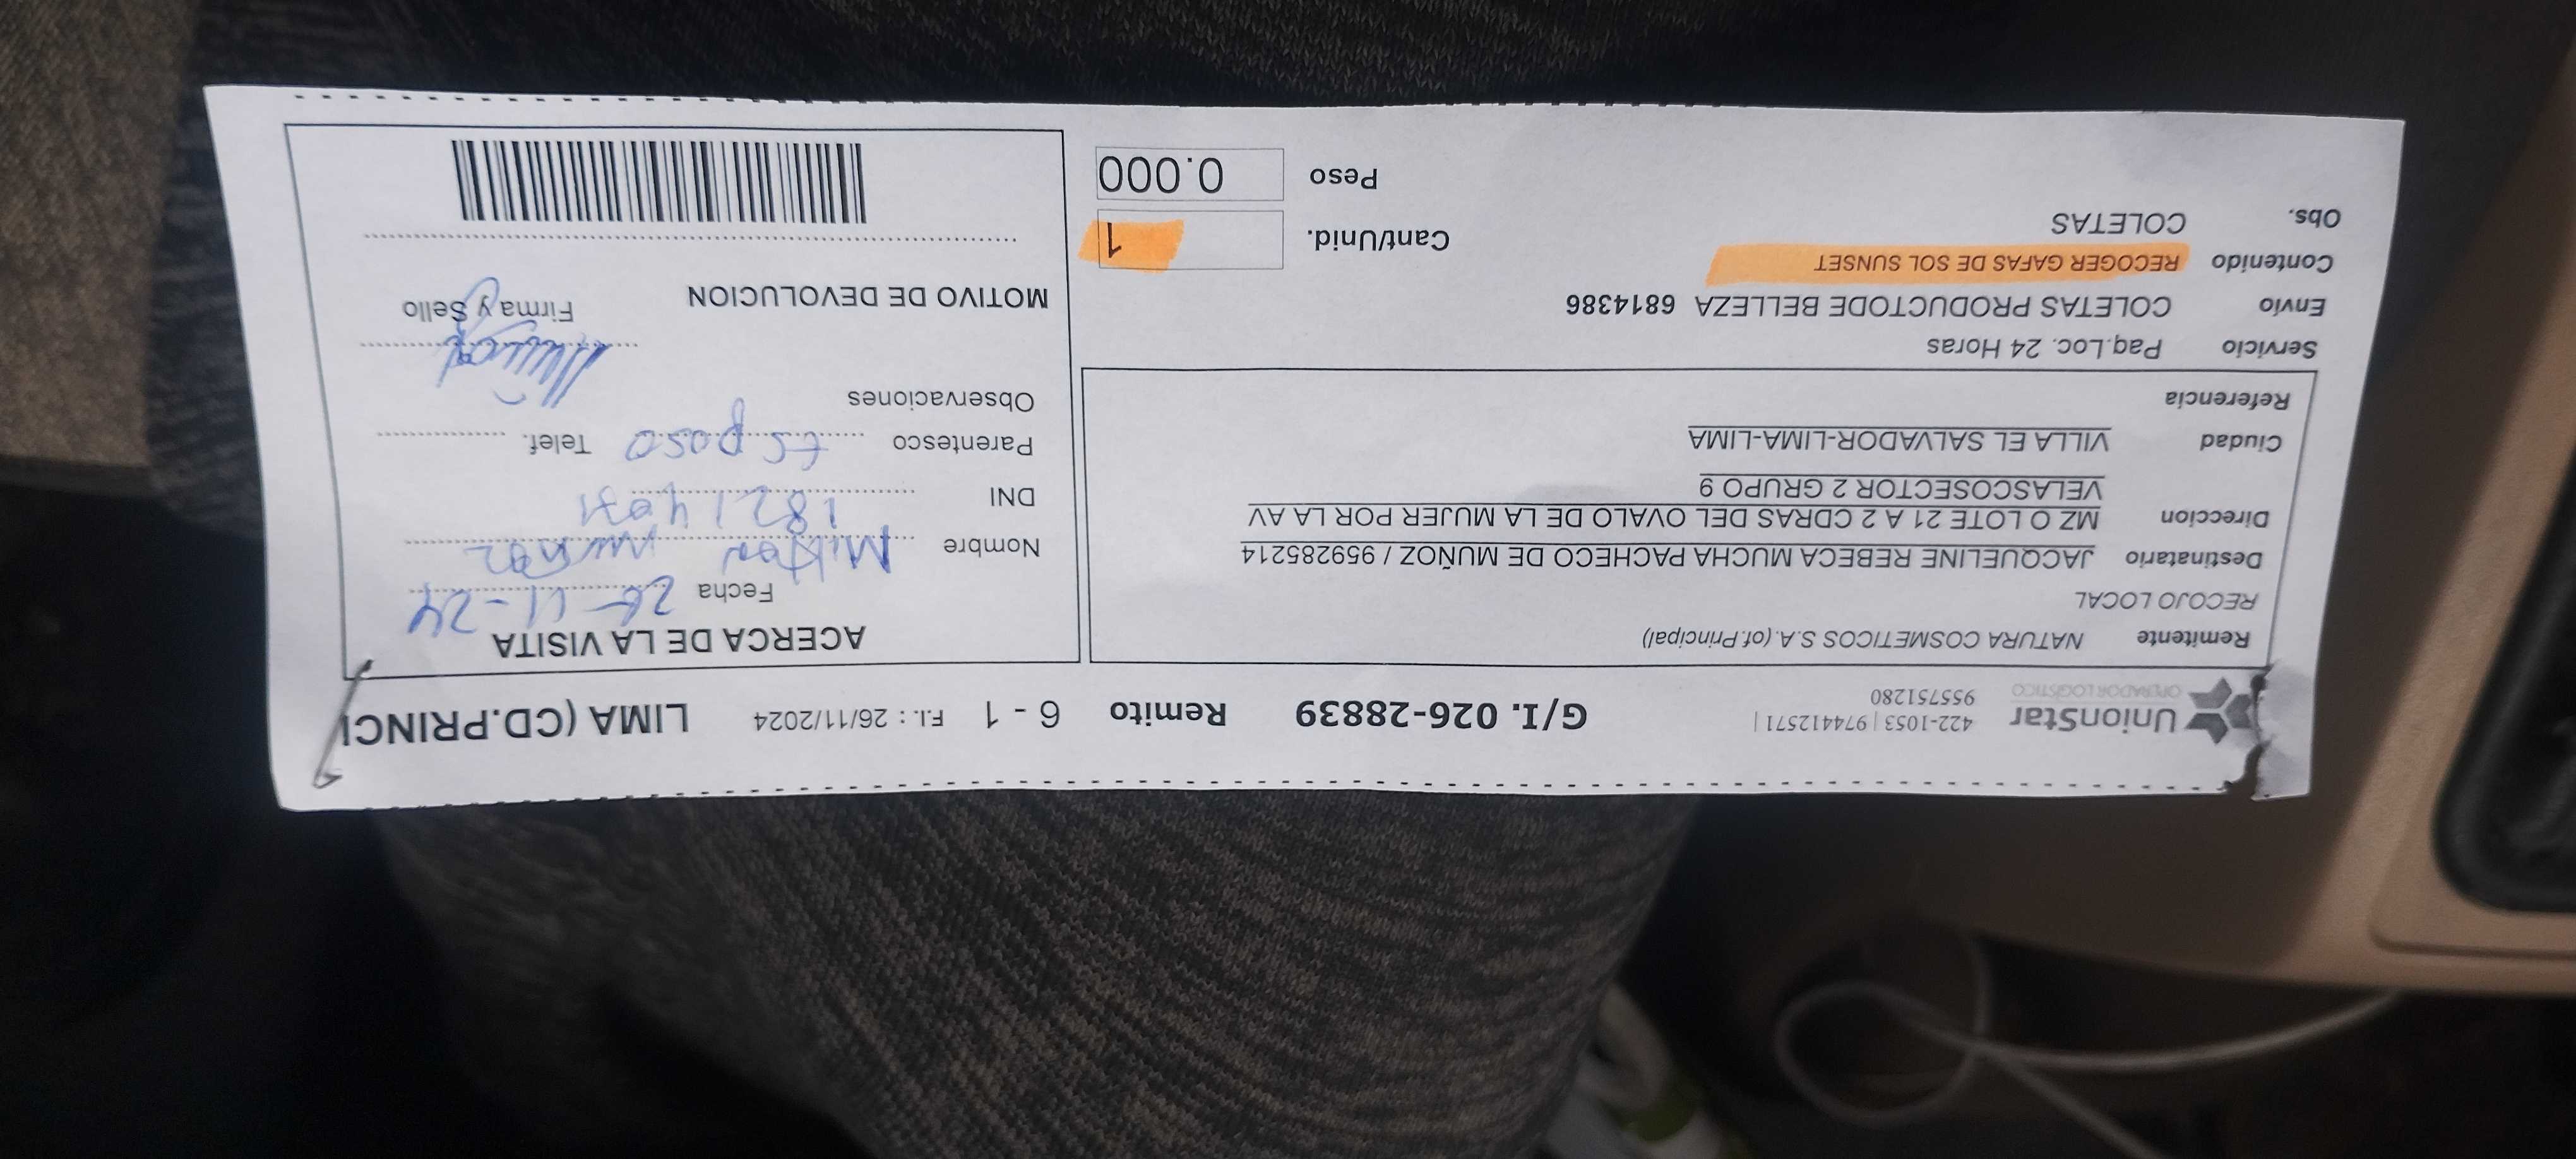 UnionStar
OPERADOR LOGÍSTICO
422-1053 | 974412571 |
955751280
G/I. 026-28839 Remito 6 - 1 F.I. : 26/11/2024 LIMA (CD.PRINCI
Remitente NATURA COSMETICOS S.A. (of.Principal)
RECOJO LOCAL
Destinatario JACQUELINE REBECA MUCHA PACHECO DE MUÑOZ / 959285214
Direccion MZ O LOTE 21 A 2 CDRAS DEL OVALO DE LA MUJER POR LA AV
VELASCOSECTOR 2 GRUPO 9
Ciudad VILLA EL SALVADOR-LIMA-LIMA
Referencia
Servicio Paq.Loc. 24 Horas
Envio COLETAS PRODUCTODE BELLEZA 6814386
Contenido RECOGER GAFAS DE SOL SUNSET
Obs. COLETAS
Cant/Unid. 1
Peso 0.000
ACERCA DE LA VISITA
Fecha 26-11-24
Nombre Milton Muñoz
DNI
Parentesco Esposo Telef.
Observaciones
Firma y Sello
MOTIVO DE DEVOLUCION